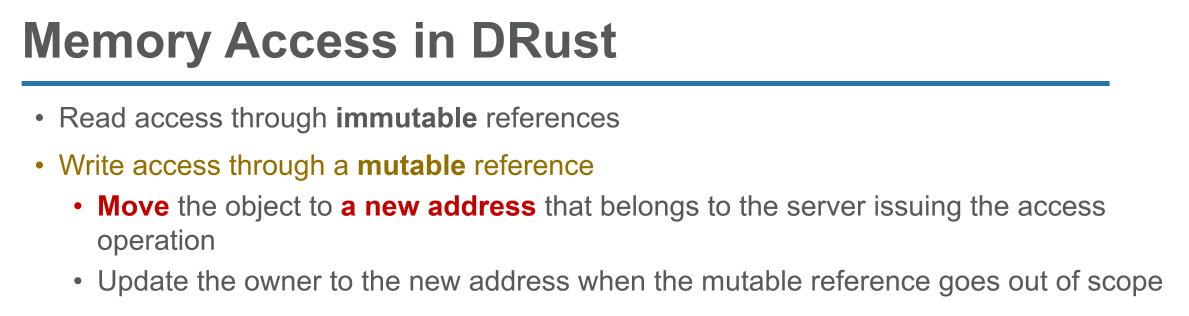 Memory Access in DRust
• Read access through immutable references
• Write access through a mutable reference
• Move the object to a new address that belongs to the server issuing the access
operation
• Update the owner to the new address when the mutable reference goes out of scope